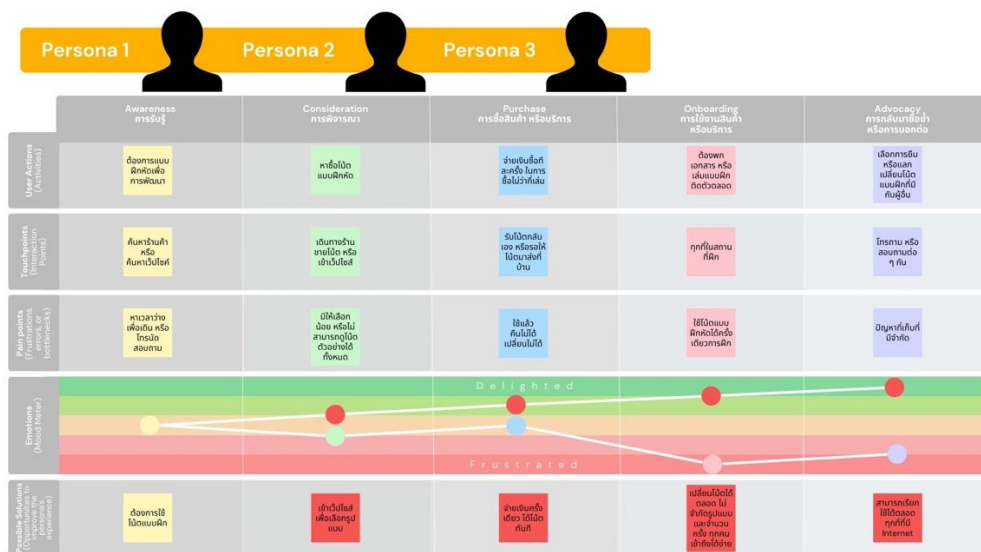 Persona 1
Persona 2
Persona 3
Awareness
การรับรู้
Consideration
การพิจารณา
Purchase
การซื้อสินค้า หรือบริการ
Onboarding
การใช้งานสินค้า
หรือบริการ
Advocacy
การกลับมาซื้อซ้ำ
หรือการบอกต่อ
User Actions
(Activities)
ต้องการแบบ
ฝึกหัดเพื่อ
การพัฒนา
หาซื้อโน้ต
แบบฝึกหัด
จ่ายเงินซื้อที
ละครั้ง ในการ
ซื้อไม่ว่ากี่เล่ม
ต้องพก
เอกสาร หรือ
เล่มแบบฝึก
ติดตัวตลอด
เลือกการยืม
หรือแลก
เปลี่ยนโน้ต
แบบฝึกที่มี
กับผู้อื่น
Touchpoints
(Interaction
Points)
ค้นหาร้านค้า
หรือ
ค้นหาเว็ปไซค์
เดินทางร้าน
ขายโน้ต หรือ
เข้าเว็ปไซส์
รับโน้ตกลับ
เอง หรือรอให้
โน้ตมาส่งที่
บ้าน
ทุกที่ในสถาน
ที่ฝึก
โทรถาม หรือ
สอบถามต่อ
ๆ กัน
Pain points
(Frustrations,
errors, or
bottlenecks)
หาเวลาว่าง
เพื่อเดิน หรือ
โทรนัด
สอบถาม
มีให้เลือก
น้อย หรือไม่
สามารถดูโน้ต
ตัวอย่างได้
ทั้งหมด
ใช้แล้ว
คืนไม่ได้
เปลี่ยนไม่ได้
ใช้โน้ตแบบ
ฝึกหัดได้ครั้ง
เดียวการฝึก
ปัญหาที่เก็บที่
มีจำกัด
Emotions
(Mood Meter)
Delighted
Frustrated
Possible Solutions
(Opportunities to
improve the
persona's
experience)
ต้องการใช้
โน้ตแบบฝึก
เข้าเว็ปไซส์
เพื่อเลือกรูป
แบบ
จ่ายเงินครั้ง
เดียว ได้โน้ต
ทันที
เปลี่ยนโน้ตได้
ตลอด ไม่
จำกัดรูปแบบ
และจำนวน
ครั้ง ทุกคน
เข้าถึงได้ง่าย
สามารถเรียก
ใช้ได้ตลอด
ทุกที่ที่มี
Internet